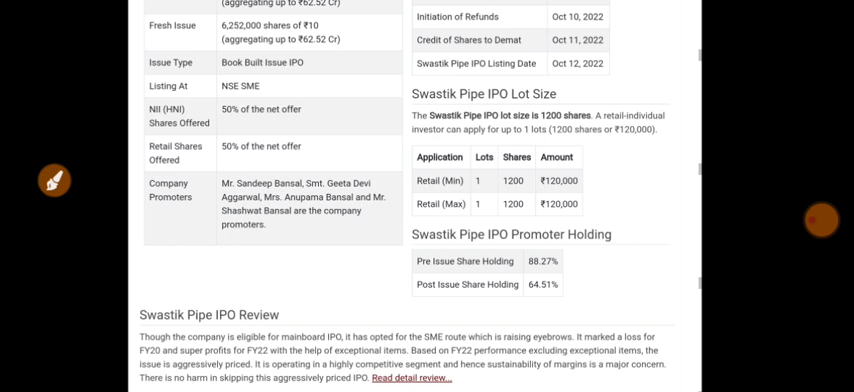 (aggregating up to ₹62.52 Cr)
Fresh Issue
6,252,000 shares of ₹10
(aggregating up to ₹62.52 Cr)
Issue Type
Book Built Issue IPO
Listing At
NSE SME
NII (HNI)
Shares Offered
50% of the net offer
Retail Shares
Offered
50% of the net offer
Company
Promoters
Mr. Sandeep Bansal, Smt. Geeta Devi
Aggarwal, Mrs. Anupama Bansal and Mr.
Shashwat Bansal are the company
promoters.
Initiation of Refunds
Oct 10, 2022
Credit of Shares to Demat
Oct 11, 2022
Swastik Pipe IPO Listing Date
Oct 12, 2022
Swastik Pipe IPO Lot Size
The Swastik Pipe IPO lot size is 1200 shares. A retail-individual
investor can apply for up to 1 lots (1200 shares or ₹120,000).
Application Lots Shares Amount
Retail (Min) 1 1200 ₹120,000
Retail (Max) 1 1200 ₹120,000
Swastik Pipe IPO Promoter Holding
Pre Issue Share Holding 88.27%
Post Issue Share Holding 64.51%
Swastik Pipe IPO Review
Though the company is eligible for mainboard IPO, it has opted for the SME route which is raising eyebrows. It marked a loss for
FY20 and super profits for FY22 with the help of exceptional items. Based on FY22 performance excluding exceptional items, the
issue is aggressively priced. It is operating in a highly competitive segment and hence sustainability of margins is a major concern.
There is no harm in skipping this aggressively priced IPO. Read detail review...